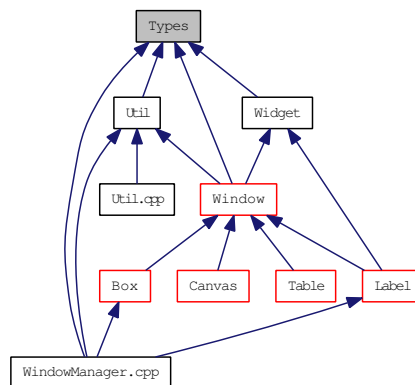 Types
Util
Widget
Util.cpp
Window
Box
Canvas
Table
Label
WindowManager.cpp